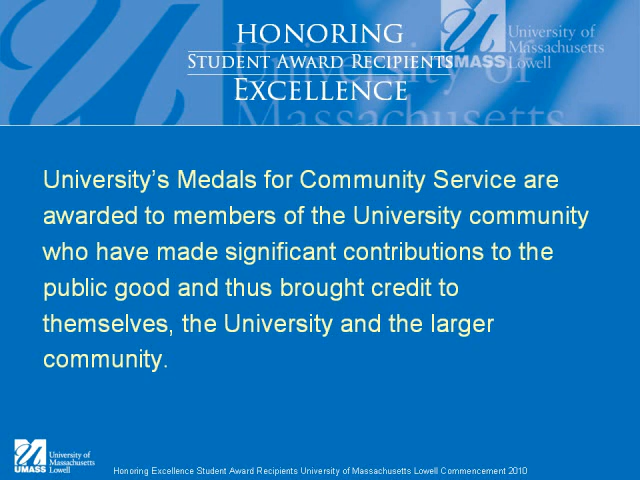 HONORING
STUDENT AWARD RECIPIENTS
EXCELLENCE
UMASS
University of
Massachusetts
Lowell
University of
Massachusetts
University's Medals for Community Service are
awarded to members of the University community
who have made significant contributions to the
public good and thus brought credit to
themselves, the University and the larger
community.
UMASS
University of
Massachusetts
Lowell
Honoring Excellence Student Award Recipients University of Massachusetts Lowell Commencement 2010